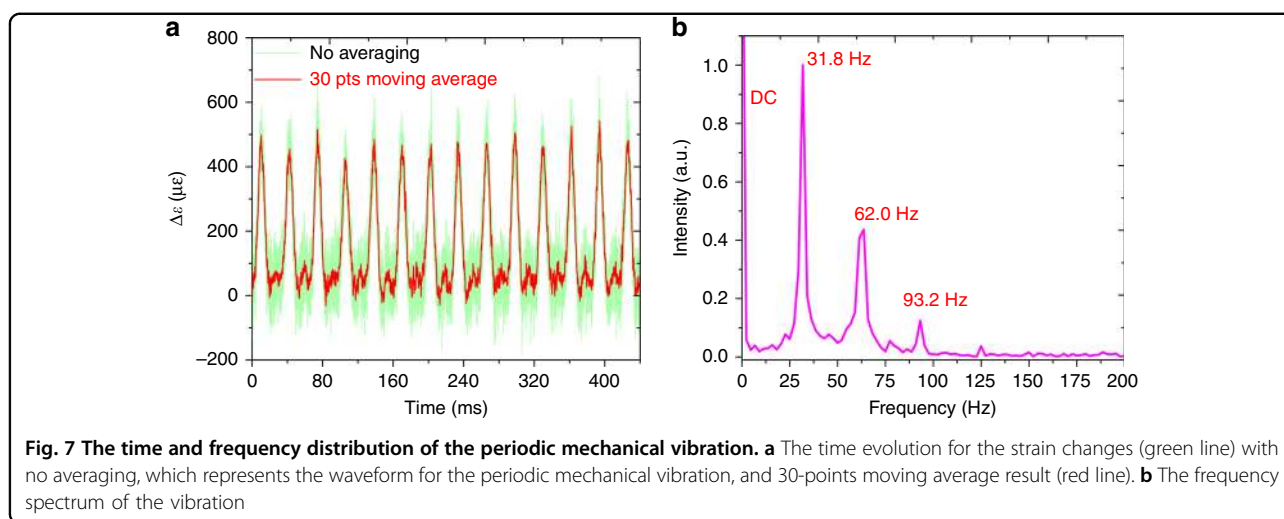 a
800
600
400
200
0
−200
Δε (με)
No averaging
30 pts moving average
0 80 160 240 320 400
Time (ms)
b
1.0
0.8
0.6
0.4
0.2
0.0
Intensity (a.u.)
DC
31.8 Hz
62.0 Hz
93.2 Hz
0 25 50 75 100 125 150 175 200
Frequency (Hz)
Fig. 7 The time and frequency distribution of the periodic mechanical vibration. a The time evolution for the strain changes (green line) with
no averaging, which represents the waveform for the periodic mechanical vibration, and 30-points moving average result (red line). b The frequency
spectrum of the vibration